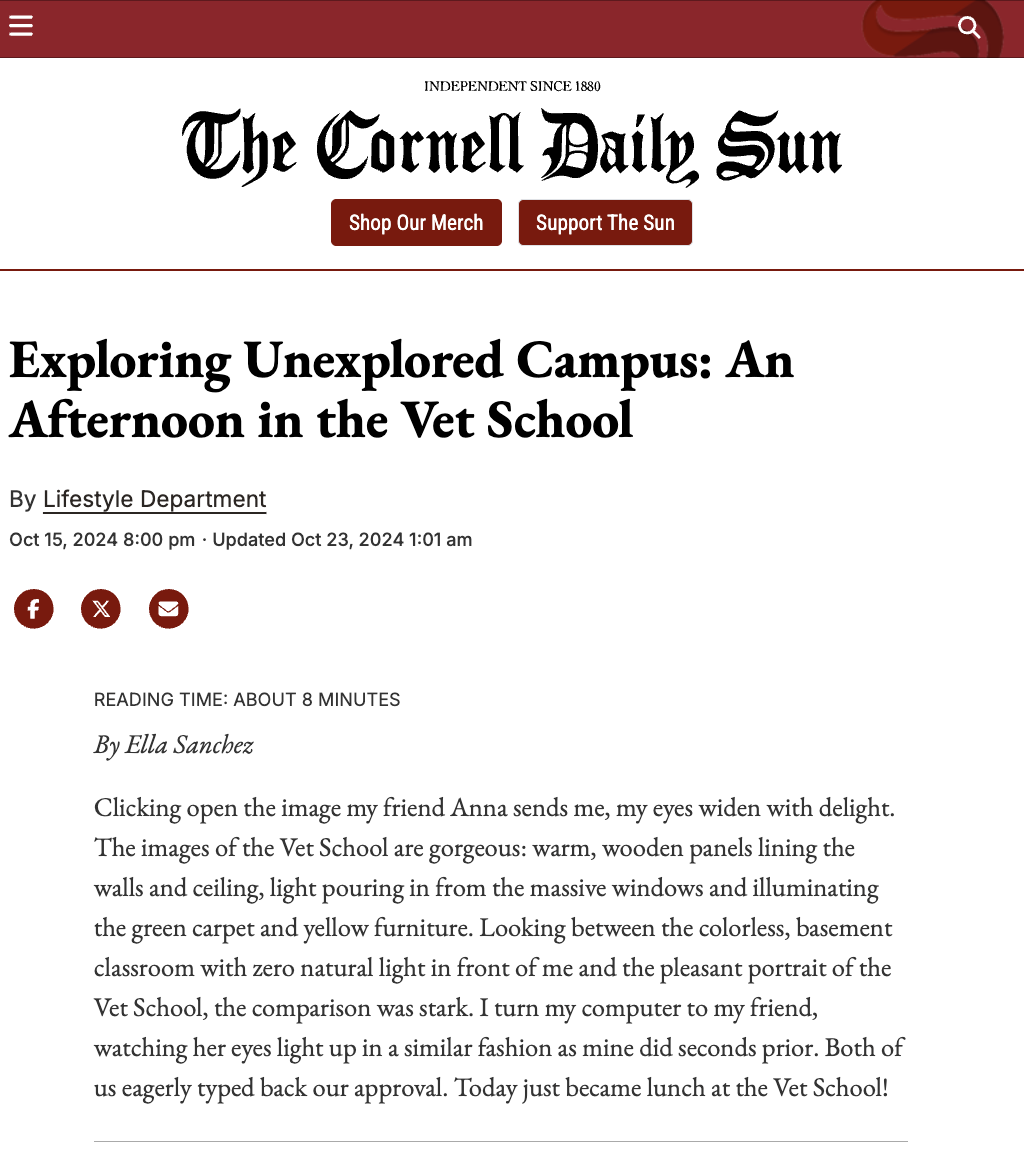 INDEPENDENT SINCE 1880
The Cornell Daily Sun
Shop Our Merch
Support The Sun
Exploring Unexplored Campus: An
Afternoon in the Vet School
By Lifestyle Department
Oct 15, 2024 8:00 pm · Updated Oct 23, 2024 1:01 am
READING TIME: ABOUT 8 MINUTES
By Ella Sanchez
Clicking open the image my friend Anna sends me, my eyes widen with delight.
The images of the Vet School are gorgeous: warm, wooden panels lining the
walls and ceiling, light pouring in from the massive windows and illuminating
the green carpet and yellow furniture. Looking between the colorless, basement
classroom with zero natural light in front of me and the pleasant portrait of the
Vet School, the comparison was stark. I turn my computer to my friend,
watching her eyes light up in a similar fashion as mine did seconds prior. Both of
us eagerly typed back our approval. Today just became lunch at the Vet School!